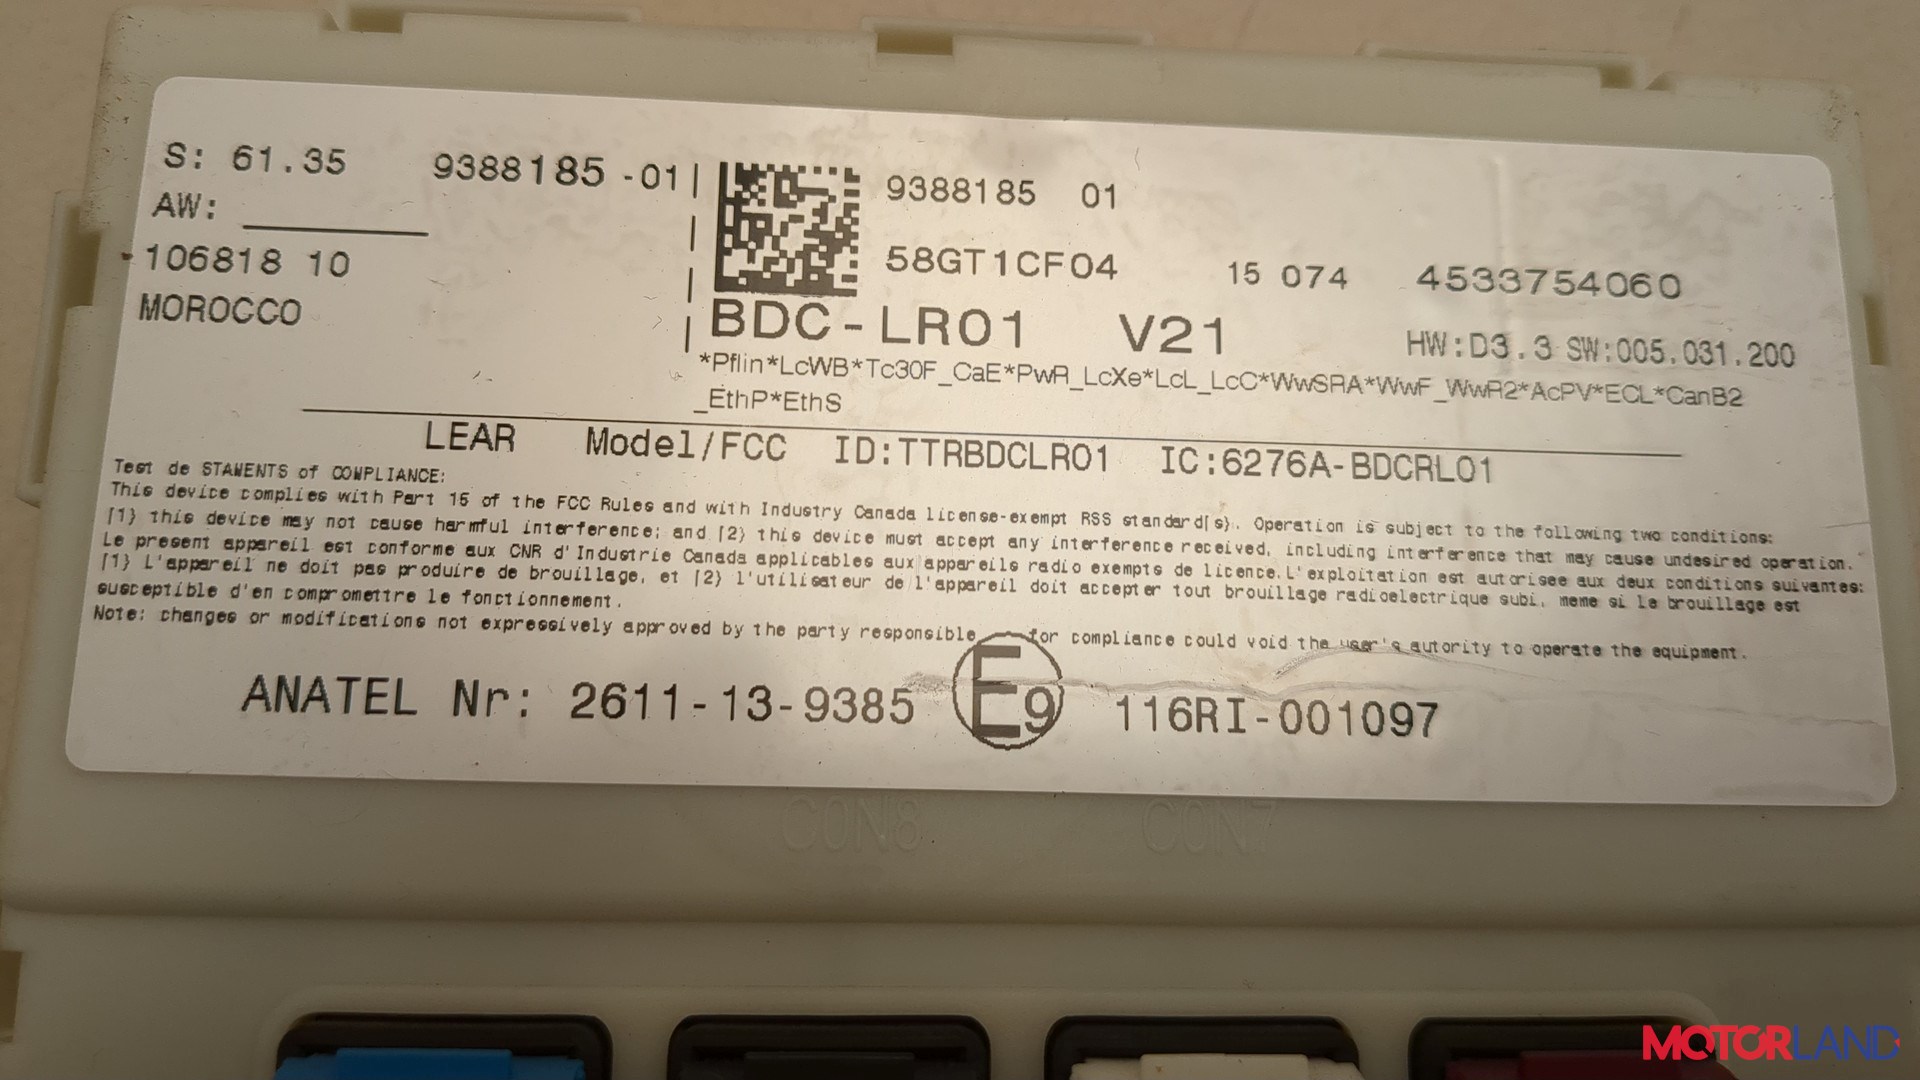 S: 61.35 9388185 -01
AW:
106818 10
MOROCCO
9388185 01
58GT1CF04 15 074 4533754060
BDC-LR01 V21 HW:D3.3 SW:005.031.200
*Pflin*LcWB*Tc30F_CaE*PwR_LcXe*LcL_LcC*WwSRA*WwF_WwR2*AcPV*ECL*CanB2
_EthP*EthS
LEAR Model/FCC ID:TTRBDCLR01 IC:6276A-BDCRL01
Test de STAWENTS of COMPLIANCE:
This device complies with Part 15 of the FCC Rules and with Industry Canada license-exempt RSS standard(s). Operation is subject to the following two conditions:
(1) this device may not cause harmful interference; and (2) this device must accept any interference received, including interference that may cause undesired operation.
Le present appareil est conforme aux CNR d'Industrie Canada applicables aux appareils radio exempts de licence.L'exploitation est autorisee aux deux conditions suivantes:
(1) L'appareil ne doit pas produire de brouillage, et (2) l'utilisateur de l'appareil doit accepter tout brouillage radioelectrique subi, meme si le brouillage est
susceptible d'en compromettre le fonctionnement.
Note: changes or modifications not expressively approved by the party responsible for compliance could void the user's autority to operate the equipment.
ANATEL Nr: 2611-13-9385 E9 116RI-001097
CON8 CON7
MOTORLAND